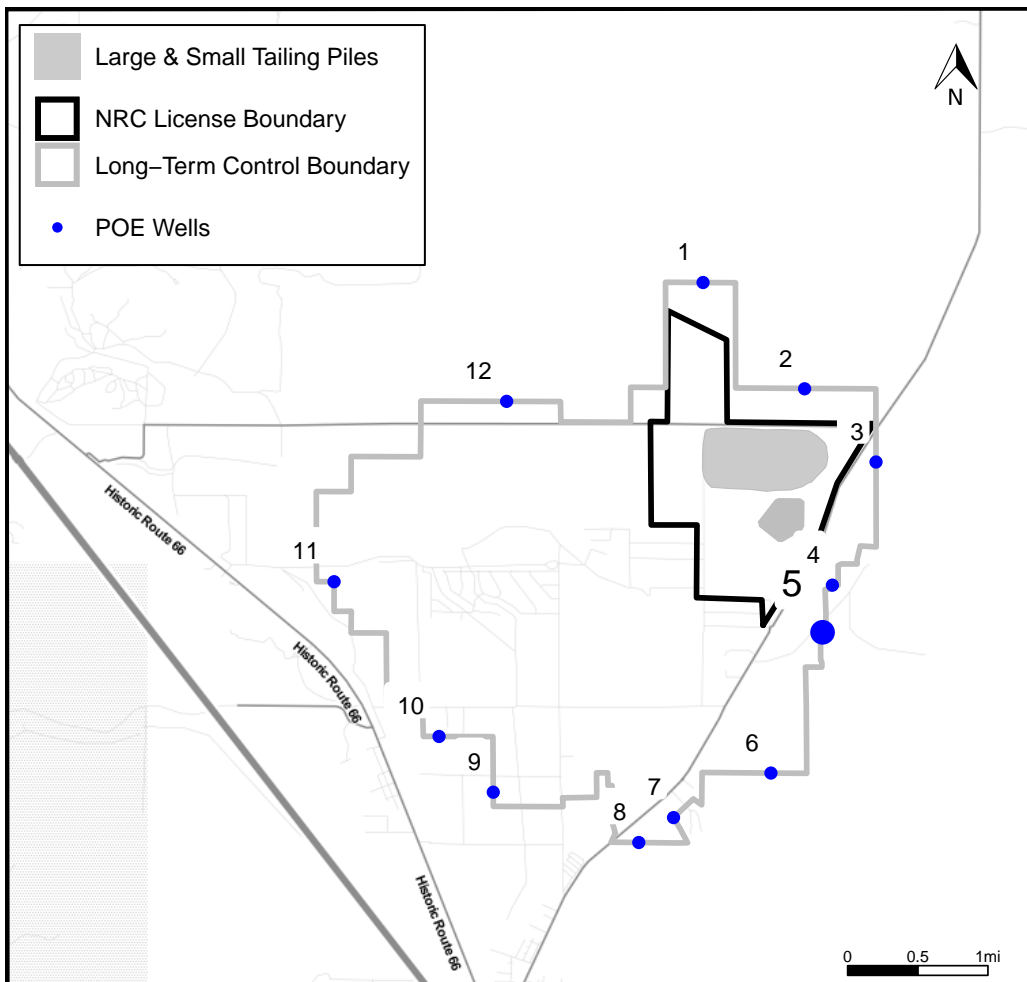 Large & Small Tailing Piles
NRC License Boundary
Long−Term Control Boundary
POE Wells
N
1
2
12
3
Historic Route 66
4
11
5
Historic Route 66
10
6
9
7
8
Historic Route 66
0 0.5 1mi